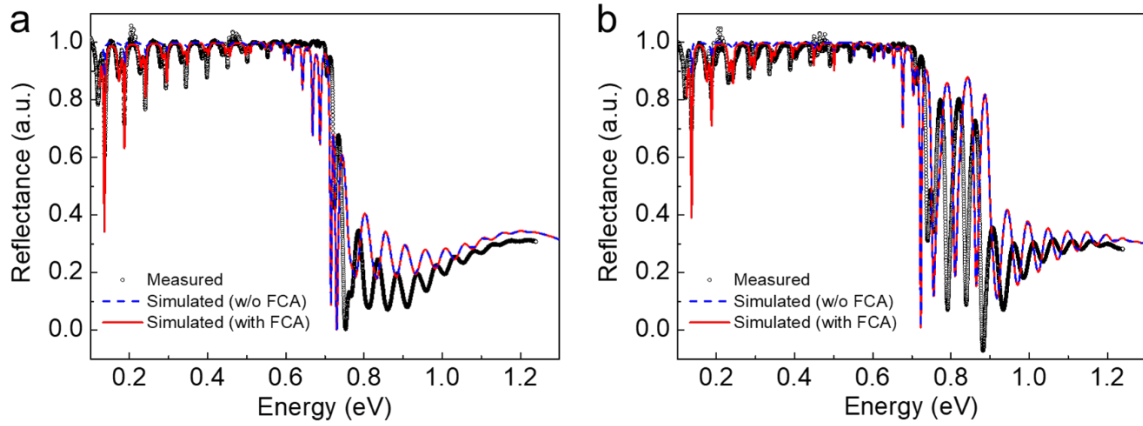 a
b
1.0
0.8
0.6
0.4
0.2
0.0
Reflectance (a.u.)
Measured
Simulated (w/o FCA)
Simulated (with FCA)
0.2
0.4
0.6
0.8
1.0
1.2
Energy (eV)
1.0
0.8
0.6
0.4
0.2
0.0
Reflectance (a.u.)
Measured
Simulated (w/o FCA)
Simulated (with FCA)
0.2
0.4
0.6
0.8
1.0
1.2
Energy (eV)